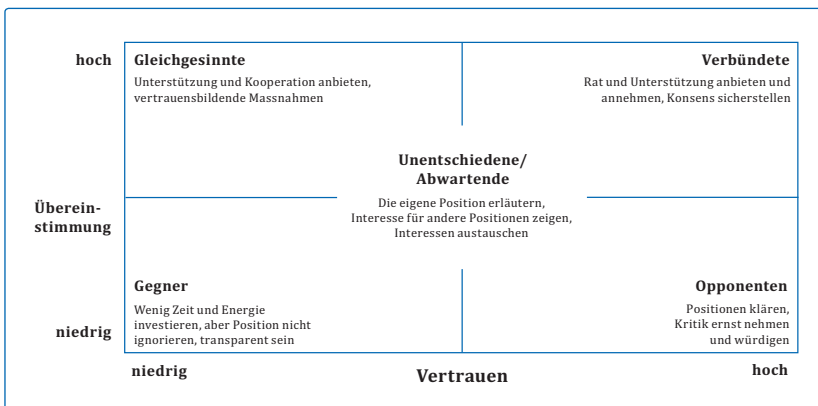 hoch
Gleichgesinnte
Unterstützung und Kooperation anbieten,
vertrauensbildende Massnahmen
Verbündete
Rat und Unterstützung anbieten und
annehmen, Konsens sicherstellen
Unentschiedene/
Abwartende
Die eigene Position erläutern,
Interesse für andere Positionen zeigen,
Interessen austauschen
Überein-
stimmung
Gegner
Wenig Zeit und Energie
investieren, aber Position nicht
ignorieren, transparent sein
Opponenten
Positionen klären,
Kritik ernst nehmen
und würdigen
niedrig
niedrig
Vertrauen
hoch